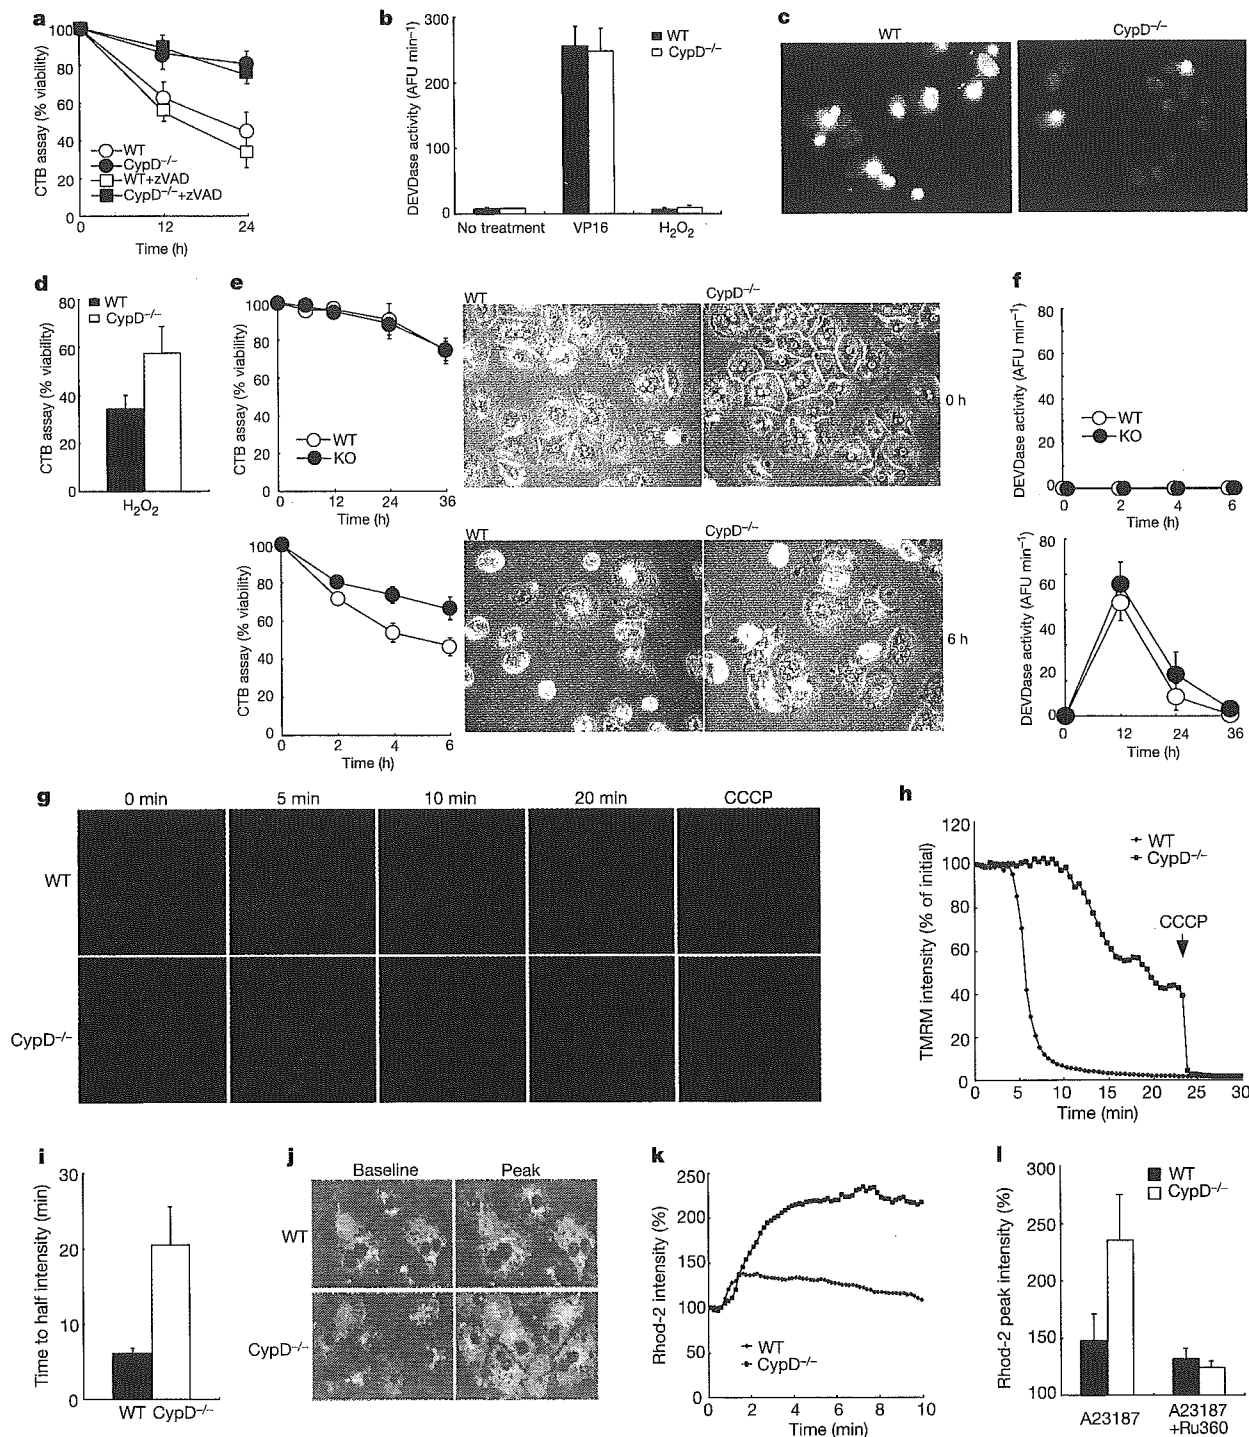 a
CTB assay (% viability)
100
80
60
40
20
0
WT
CypD⁻/⁻
WT+zVAD
CypD⁻/⁻+zVAD
0 12 24
Time (h)
b
DEVDase activity (AFU min⁻¹)
300
200
100
0
WT
CypD⁻/⁻
No treatment VP16 H₂O₂
c
WT CypD⁻/⁻
d
CTB assay (% viability)
80
60
40
20
0
WT
CypD⁻/⁻
H₂O₂
e
CTB assay (% viability)
100
80
60
40
20
0
WT
KO
0 12 24 36
Time (h)
WT CypD⁻/⁻
0 h
CTB assay (% viability)
100
80
60
40
20
0
0 2 4 6
Time (h)
WT CypD⁻/⁻
6 h
f
DEVDase activity (AFU min⁻¹)
80
60
40
20
0
WT
KO
0 2 4 6
Time (h)
DEVDase activity (AFU min⁻¹)
80
60
40
20
0
0 12 24 36
Time (h)
g
0 min 5 min 10 min 20 min CCCP
WT
CypD⁻/⁻
h
TMRM intensity (% of initial)
120
100
80
60
40
20
0
WT
CypD⁻/⁻
CCCP
0 5 10 15 20 25 30
Time (min)
i
Time to half intensity (min)
30
20
10
0
WT CypD⁻/⁻
j
Baseline Peak
WT
CypD⁻/⁻
k
Rhod-2 intensity (%)
250
200
150
100
50
0
WT
CypD⁻/⁻
0 2 4 6 8 10
Time (min)
l
Rhod-2 peak intensity (%)
300
250
200
150
100
WT
CypD⁻/⁻
A23187 A23187
+Ru360